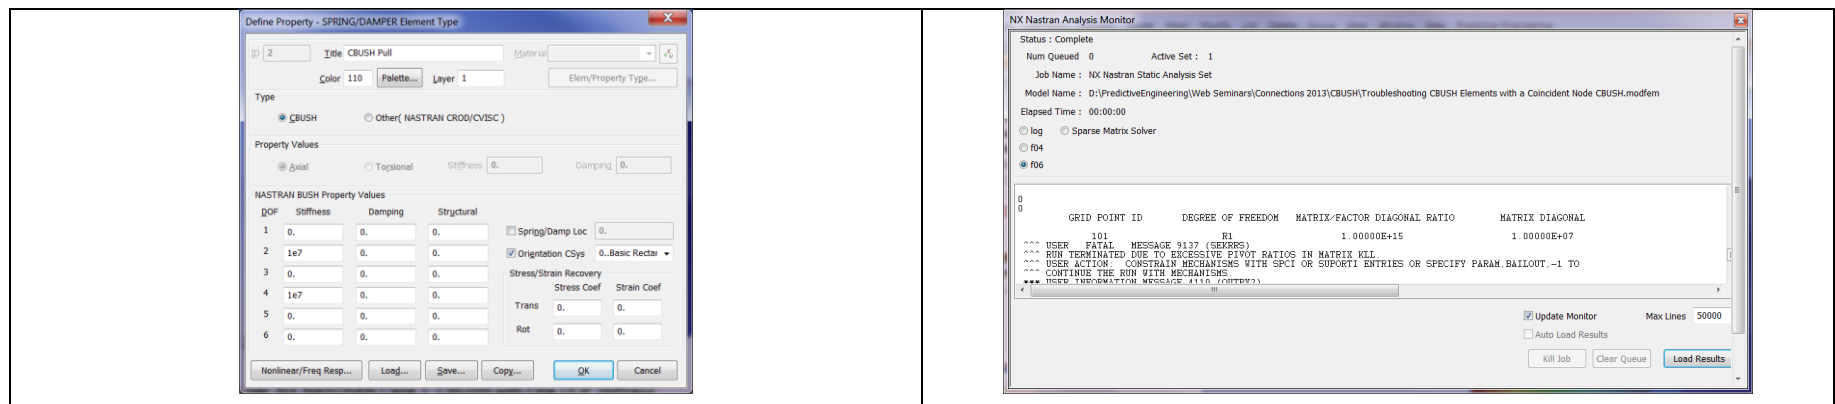 Define Property - SPRING/DAMPER Element Type
ID 2 Title CBUSH Pull Material
Color 110 Palette... Layer 1 Elem/Property Type...
Type
CBUSH Other( NASTRAN CROD/CVISC )
Property Values
Axial Torsional Stiffness 0. Damping 0.
NASTRAN BUSH Property Values
DOF Stiffness Damping Structural
1 0. 0. 0. Spring/Damp Loc 0.
2 1e7 0. 0. Orientation CSys 0..Basic Rectar
3 0. 0. 0. Stress/Strain Recovery
Stress Coef Strain Coef
4 1e7 0. 0. Trans 0. 0.
5 0. 0. 0.
Rot 0. 0.
6 0. 0. 0.
Nonlinear/Freq Resp... Load... Save... Copy... OK Cancel
NX Nastran Analysis Monitor
Status : Complete
Num Queued 0 Active Set : 1
Job Name : NX Nastran Static Analysis Set
Model Name : D:\PredictiveEngineering\Web Seminars\Connections 2013\CBUSH\Troubleshooting CBUSH Elements with a Coincident Node CBUSH.modfem
Elapsed Time : 00:00:00
log Sparse Matrix Solver
f04
f06
0
0
GRID POINT ID DEGREE OF FREEDOM MATRIX/FACTOR DIAGONAL RATIO MATRIX DIAGONAL
101 R1 1.00000E+15 1.00000E+07
^^^ USER FATAL MESSAGE 9137 (SEKRRS)
^^^ RUN TERMINATED DUE TO EXCESSIVE PIVOT RATIOS IN MATRIX KLL.
^^^ USER ACTION: CONSTRAIN MECHANISMS WITH SPCI OR SUPORTI ENTRIES OR SPECIFY PARAM,BAILOUT,-1 TO
^^^ CONTINUE THE RUN WITH MECHANISMS.
*** USER INFORMATION MESSAGE 4110 (OUTPX2)
Update Monitor Max Lines 50000
Auto Load Results
Kill Job Clear Queue Load Results